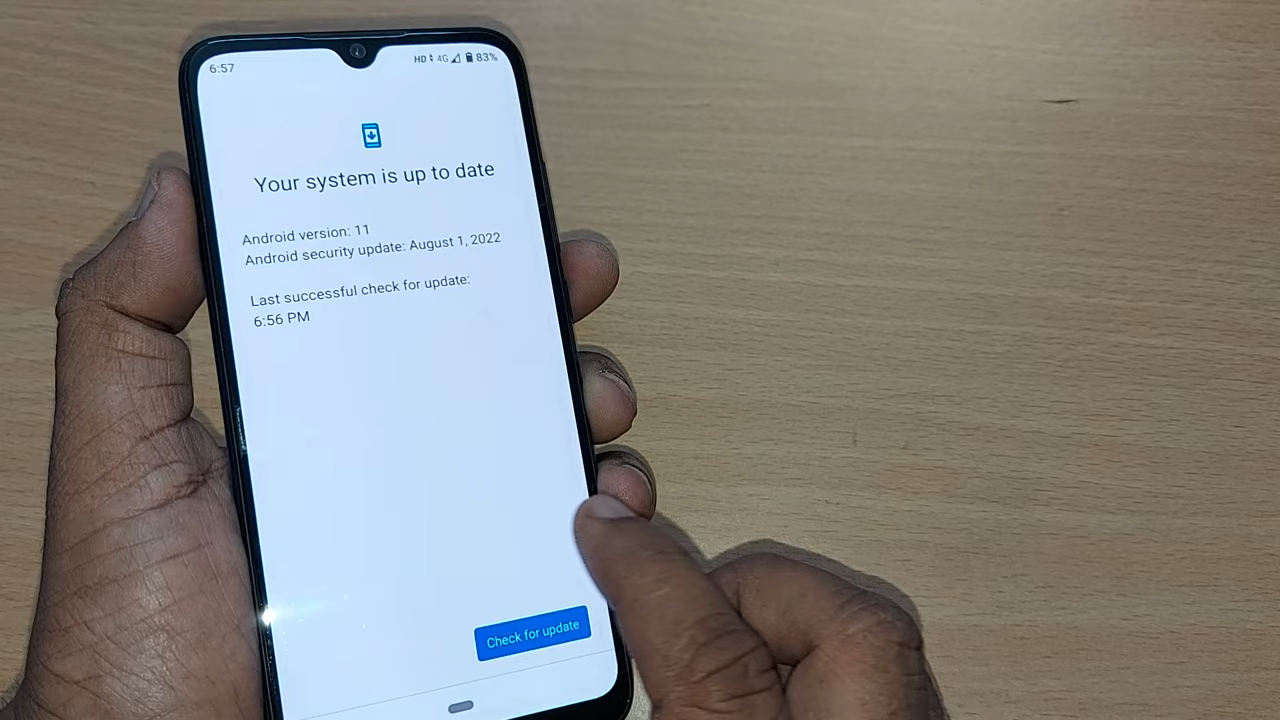 6:57
HD 4G 83%
Your system is up to date
Android version: 11
Android security update: August 1, 2022
Last successful check for update:
6:56 PM
Check for update